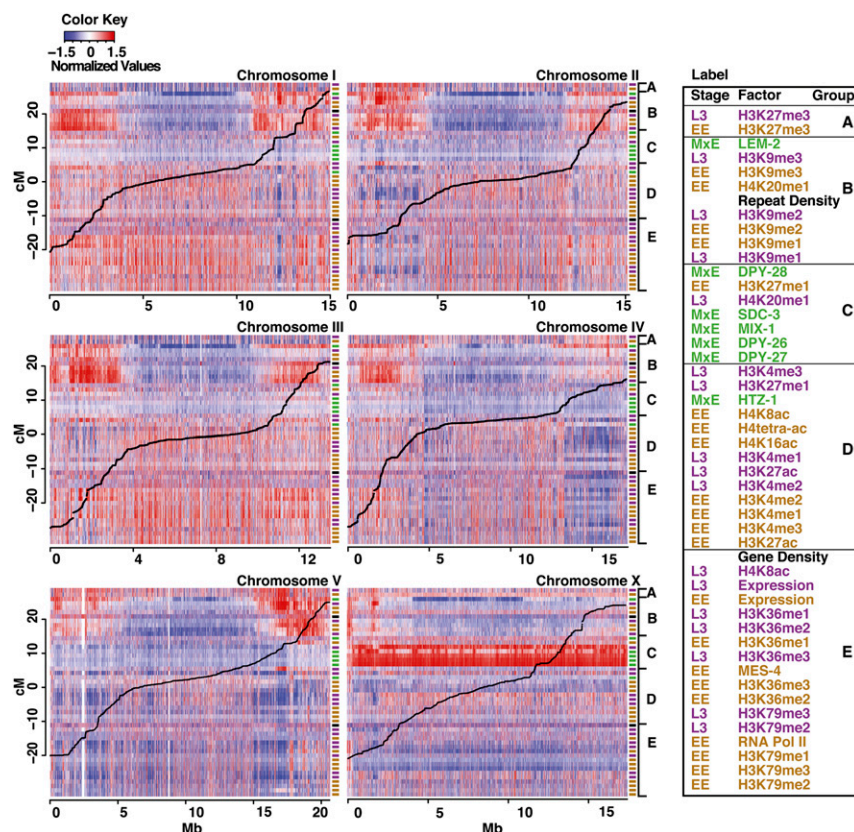 Color Key
−1.5 0 1.5
Normalized Values
Chromosome I
Chromosome II
A
B
C
D
E
cM
20
10
0
−10
−20
0 5 10 15
0 5 10 15
Chromosome III
Chromosome IV
A
B
C
D
E
cM
20
10
0
−10
−20
0 4 8 12
0 5 10 15
Chromosome V
Chromosome X
A
B
C
D
E
cM
20
10
0
−10
−20
0 5 10 15 20
0 5 10 15
Mb
Mb
Label
Stage Factor Group
L3 H3K27me3
A
EE H3K27me3
MxE LEM-2
L3 H3K9me3
EE H3K9me3
EE H4K20me1
B
Repeat Density
L3 H3K9me2
EE H3K9me2
EE H3K9me1
L3 H3K9me1
MxE DPY-28
EE H3K27me1
L3 H4K20me1
C
MxE SDC-3
MxE MIX-1
MxE DPY-26
MxE DPY-27
L3 H3K4me3
L3 H3K27me1
MxE HTZ-1
EE H4K8ac
EE H4tetra-ac
EE H4K16ac
D
L3 H3K4me1
L3 H3K27ac
L3 H3K4me2
EE H3K4me2
EE H3K4me1
EE H3K4me3
EE H3K27ac
Gene Density
L3 H4K8ac
L3 Expression
EE Expression
L3 H3K36me1
L3 H3K36me2
EE H3K36me1
L3 H3K36me3
E
EE MES-4
EE H3K36me3
EE H3K36me2
L3 H3K79me3
L3 H3K79me2
EE RNA Pol II
EE H3K79me1
EE H3K79me3
EE H3K79me2